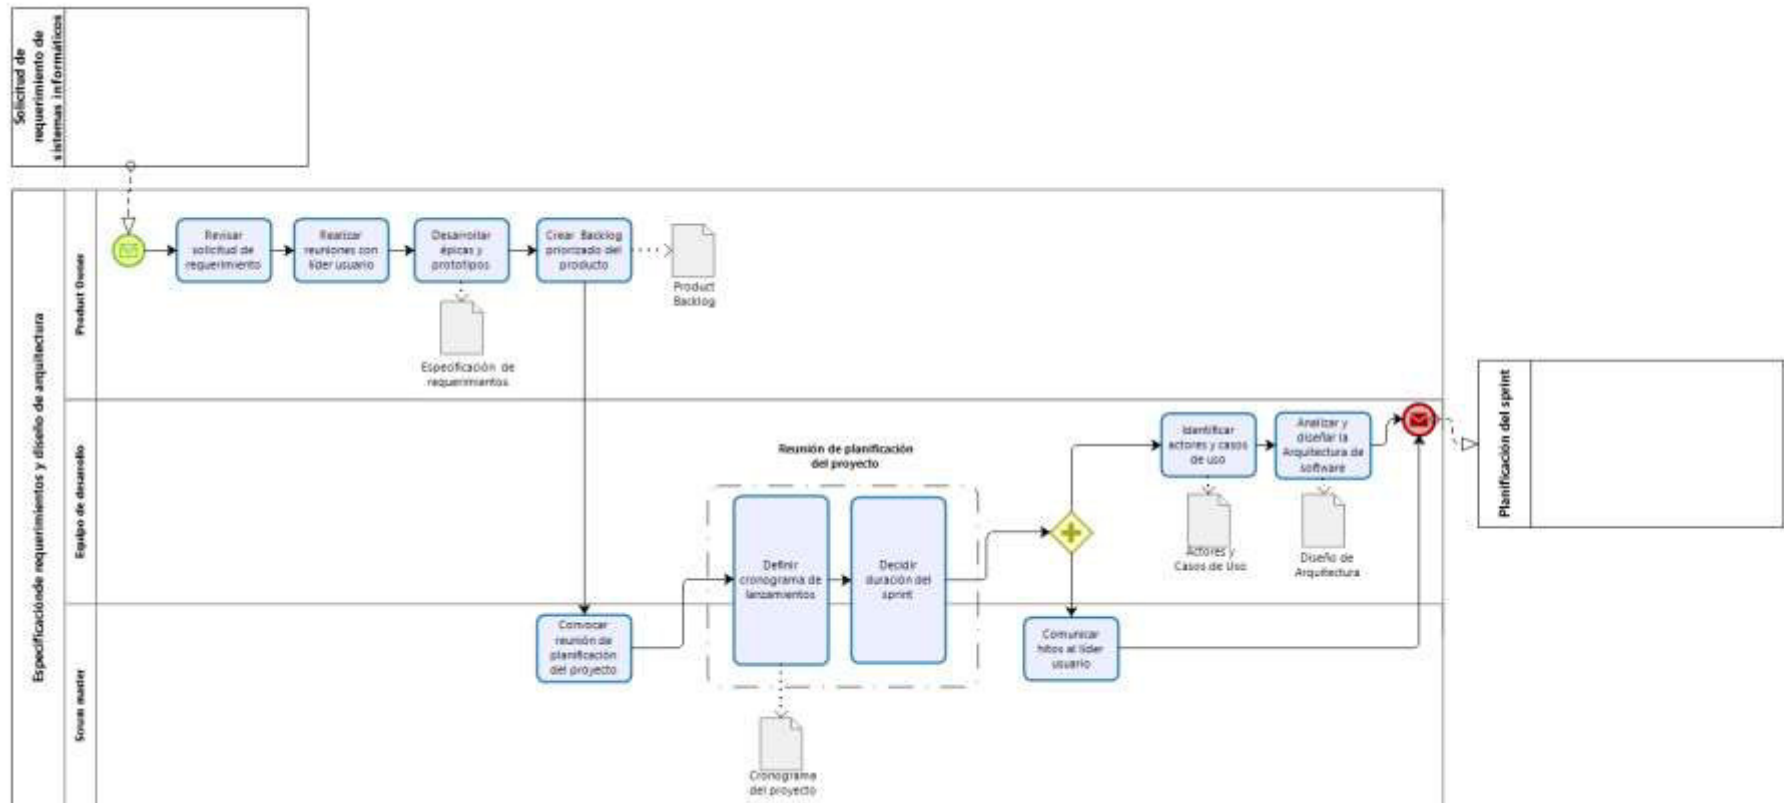 Solicitud de
requerimiento de
sistemas informáticos
Especificaciónde requerimientos y diseño de arquitectura
Product Owner
Revisar
solicitud de
requerimiento
Realizar
reuniones con
líder usuario
Desarrollar
épicas y
prototipos
Crear Backlog
priorizado del
producto
Product
Backlog
Especificación de
requerimientos
Equipo de desarrollo
Reunión de planificación
del proyecto
Definir
cronograma de
lanzamientos
Decidir
duración del
sprint
Identificar
actores y casos
de uso
Analizar y
diseñar la
Arquitectura de
software
Actores y
Casos de Uso
Diseño de
Arquitectura
Planificación del sprint
Scrum master
Convocar
reunión de
planificación
del proyecto
Comunicar
hitos al líder
usuario
Cronograma
del proyecto